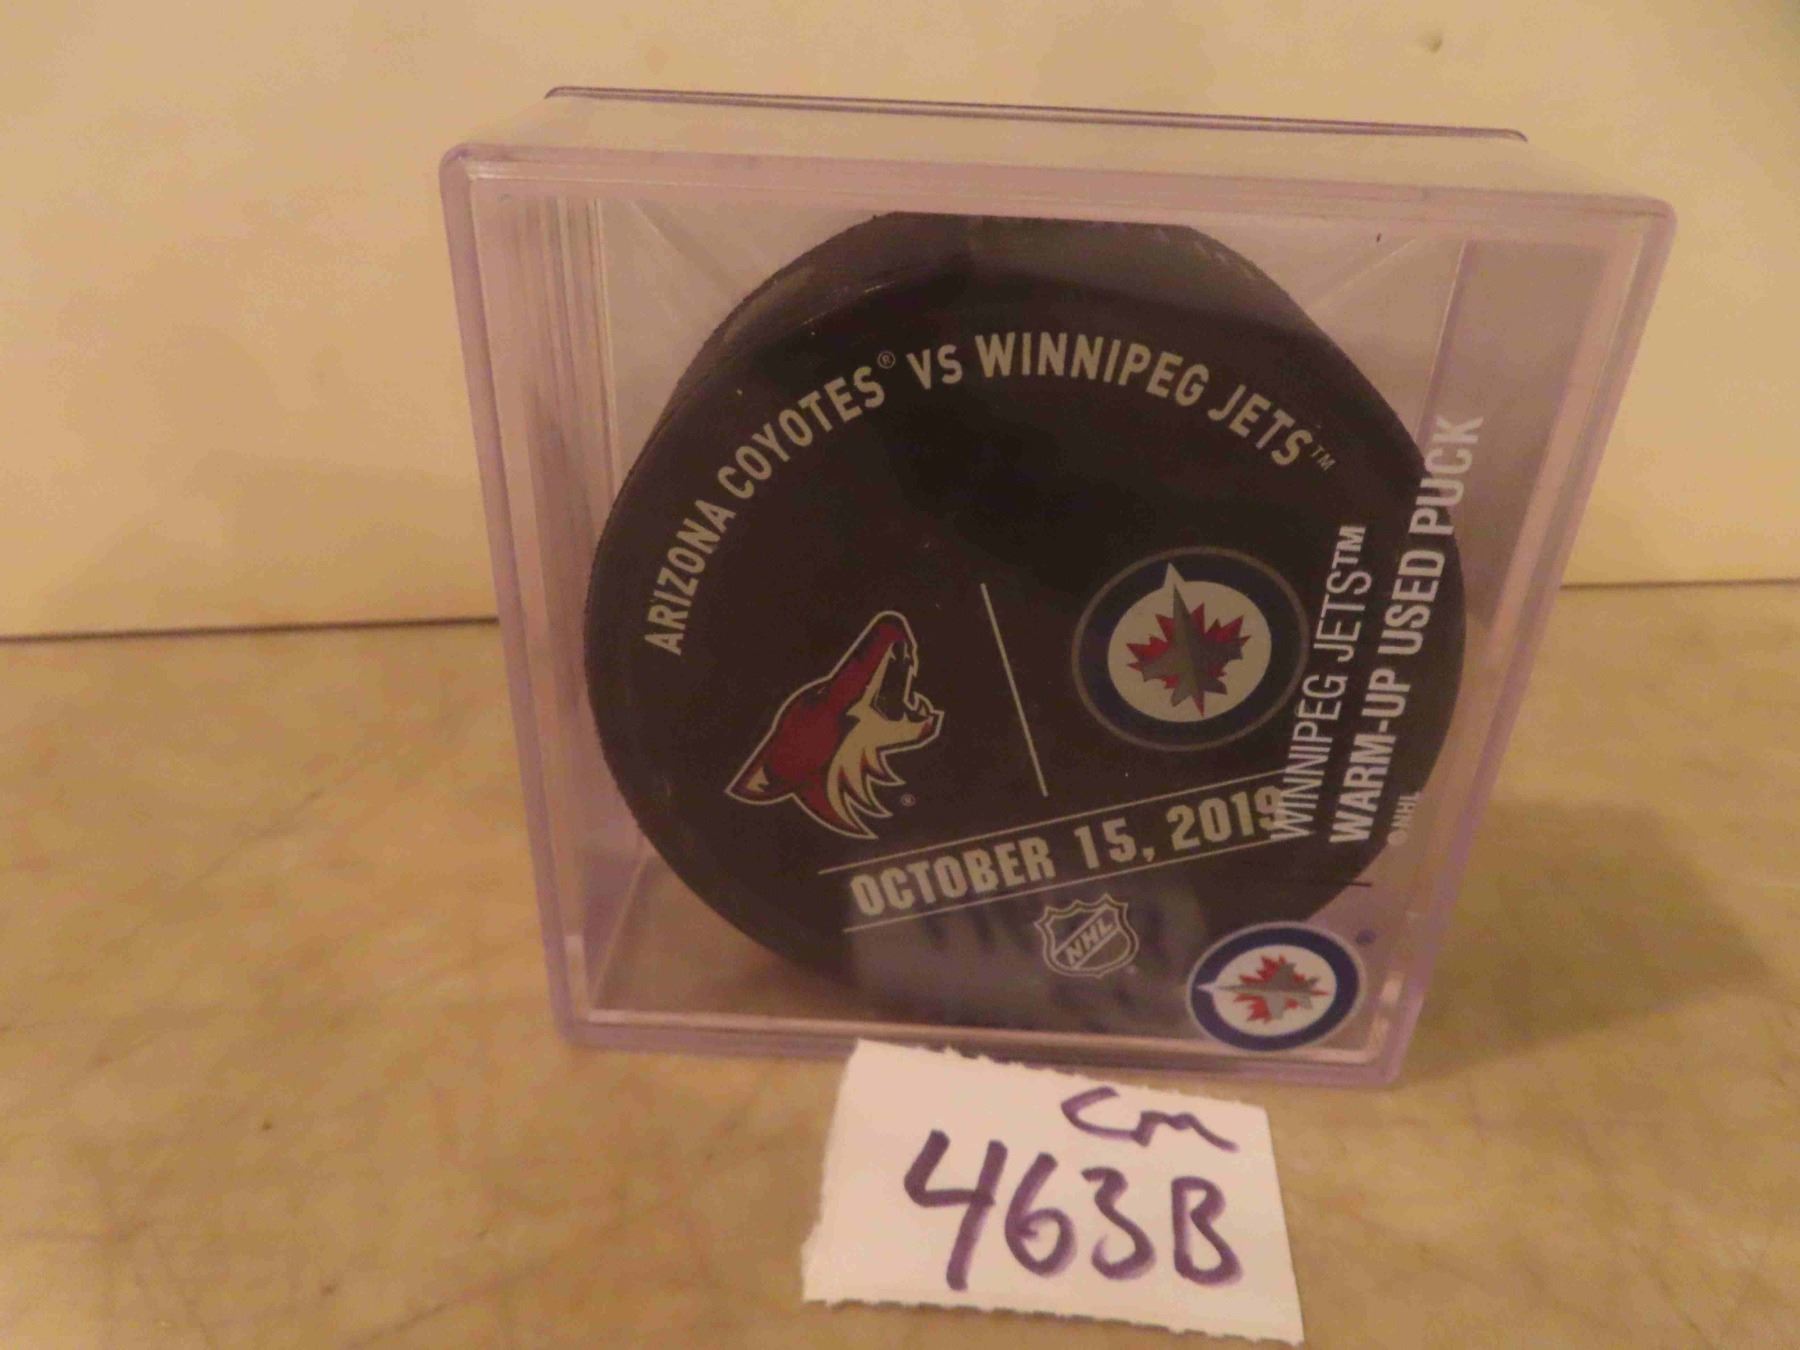 ARIZONA COYOTES® VS WINNIPEG JETS™
OCTOBER 15, 2019
NHL
WINNIPEG JETS™
WARM-UP USED PUCK
©NHL
Cm
463B